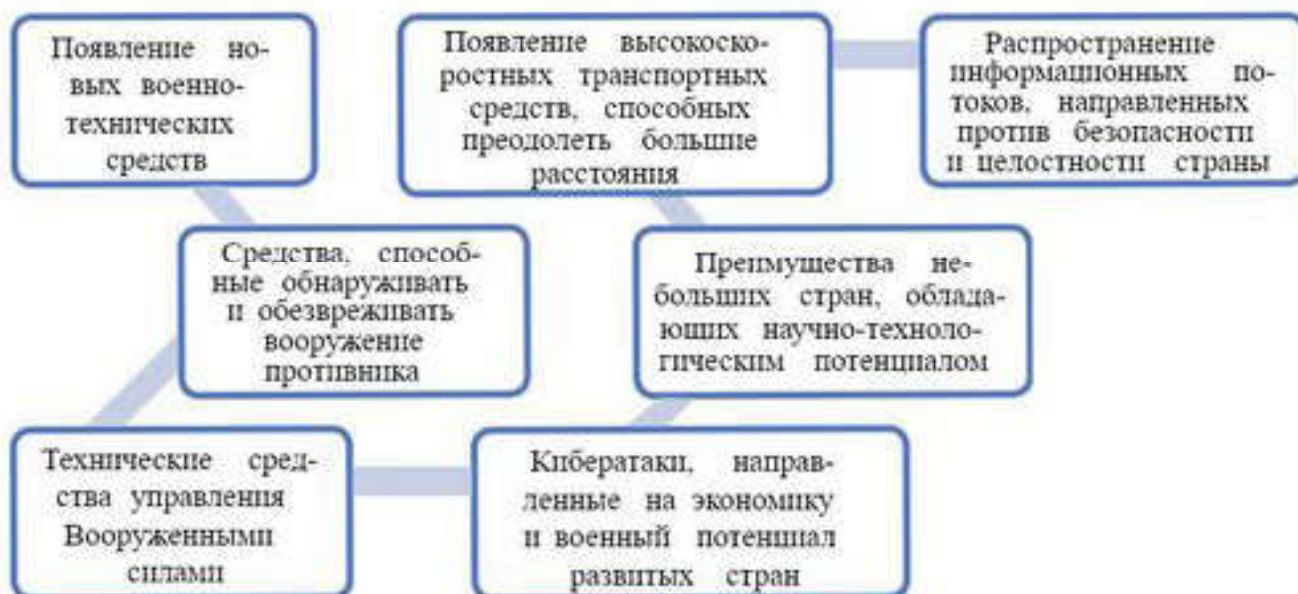 Появление но-
вых военно-
технических
средств
Средства, способ-
ные обнаруживать
и обезвреживать
вооружение
противника
Технические сред-
ства управления
Вооруженными
силами
Кибератаки, направ-
ленные на экономику
и военный потенциал
развитых стран
Преимущества не-
больших стран, облада-
ющих научно-техноло-
гическим потенциалом
Появление высокоско-
ростных транспортных
средств, способных
преодолеть большие
расстояния
Распространение
информационных по-
токов, направленных
против безопасности
и целостности страны